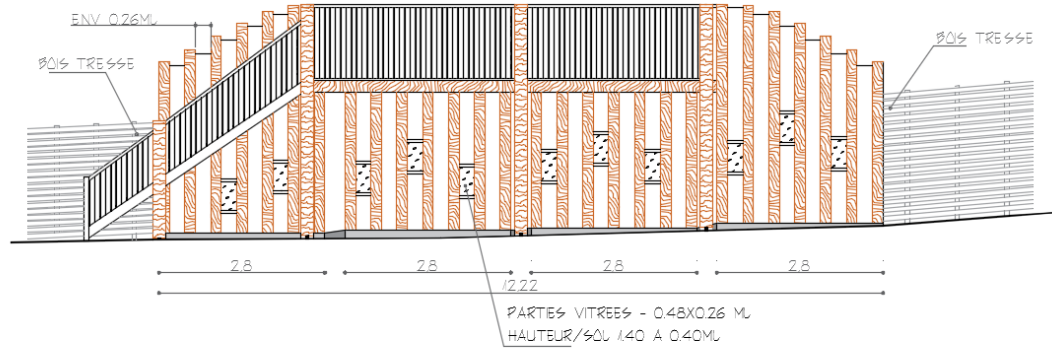 ENV 0.26ML
BOIS TRESSE
BOIS TRESSE
2,8
2,8
2,8
2,8
12,22
PARTIES VITREES - 0.48X0.26 ML
HAUTEUR/SOL 1.40 A 0.40ML